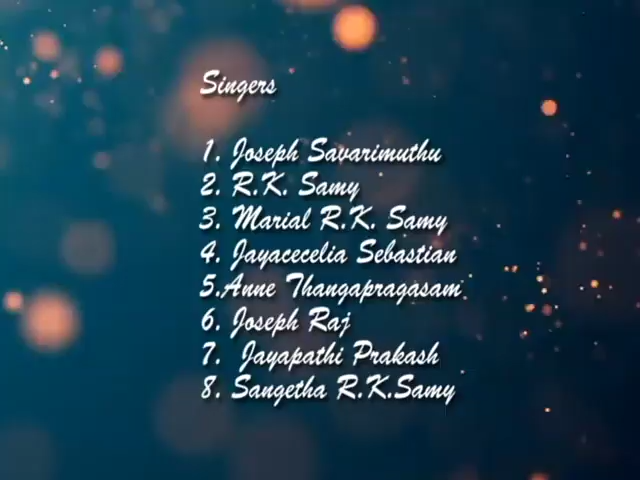 Singers
1. Joseph Savarimuthu
2. R.K. Samy
3. Marial R.K. Samy
4. Jayacecelia Sebastian
5.Anne Thangapragasam
6. Joseph Raj
7. Jayapathi Prakash
8. Sangetha R.K.Samy